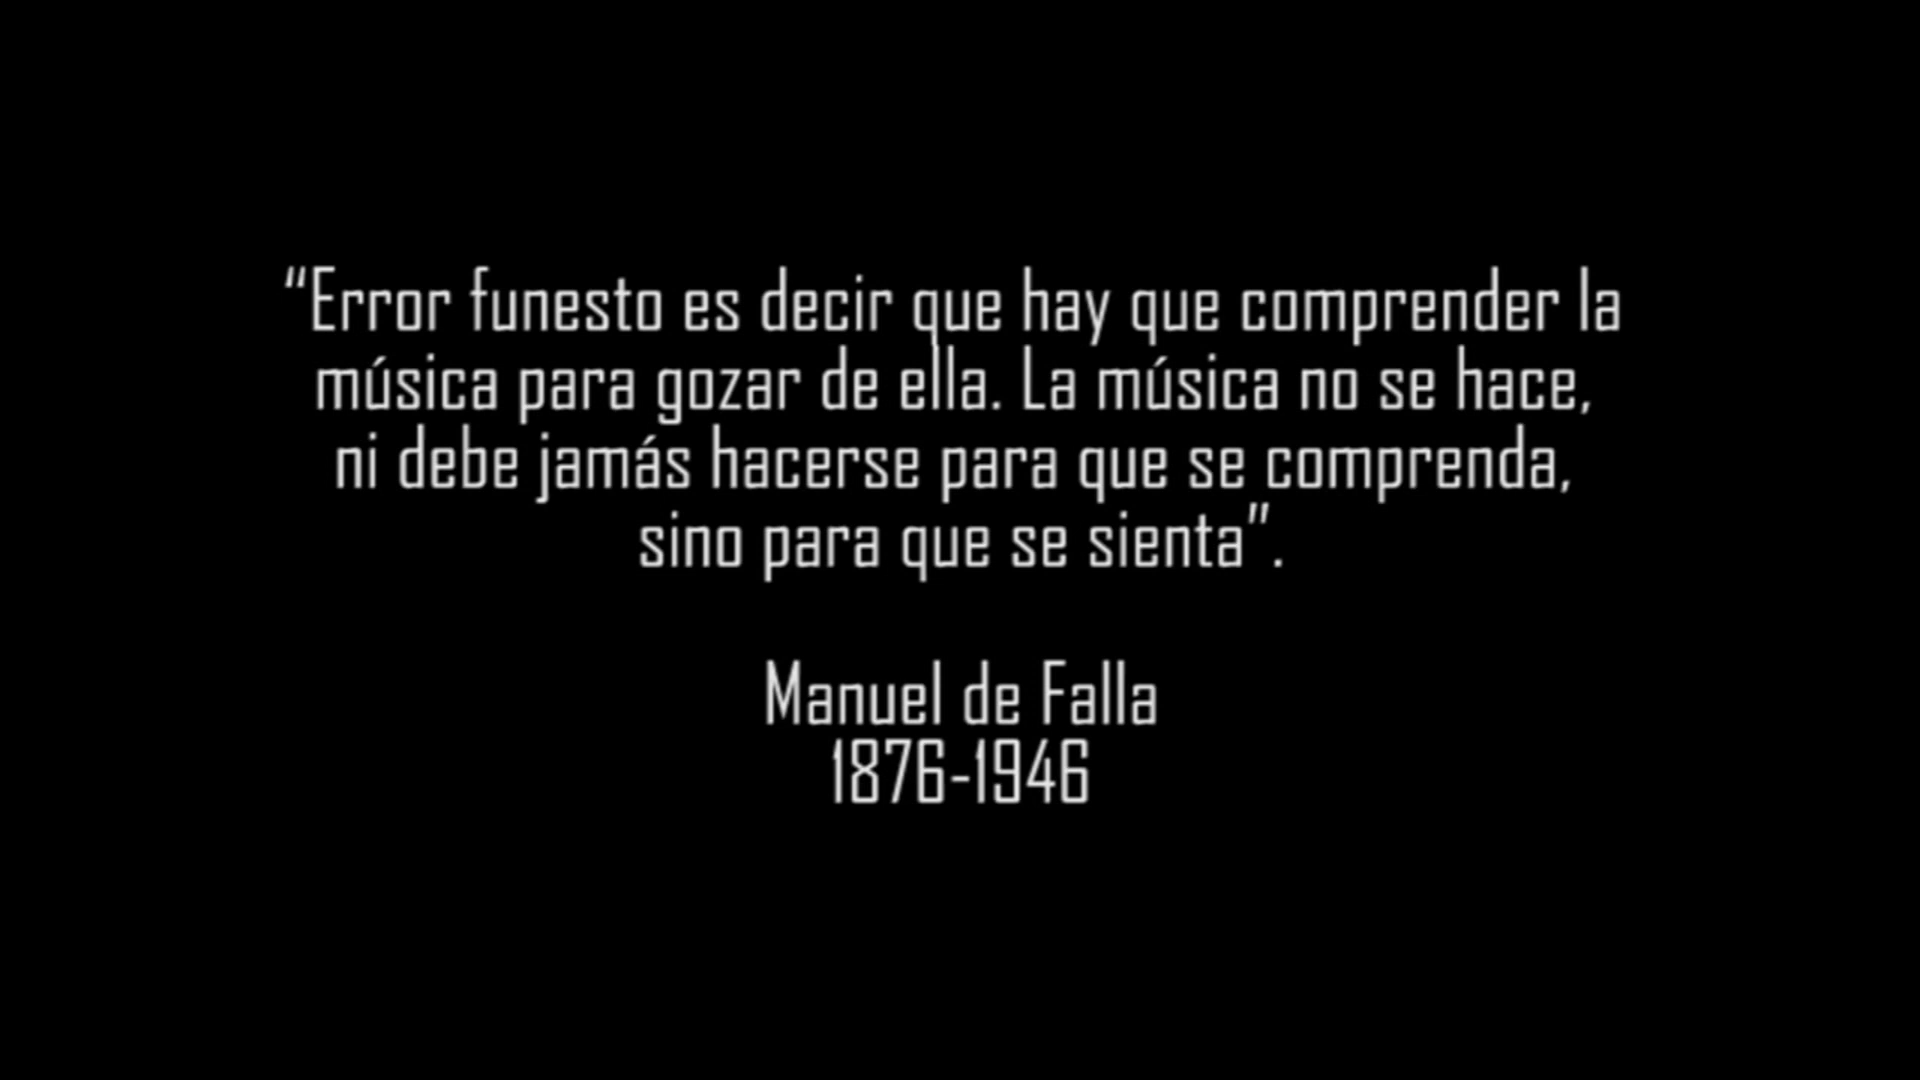 “Error funesto es decir que hay que comprender la
música para gozar de ella. La música no se hace,
ni debe jamás hacerse para que se comprenda,
sino para que se sienta”.
Manuel de Falla
1876-1946